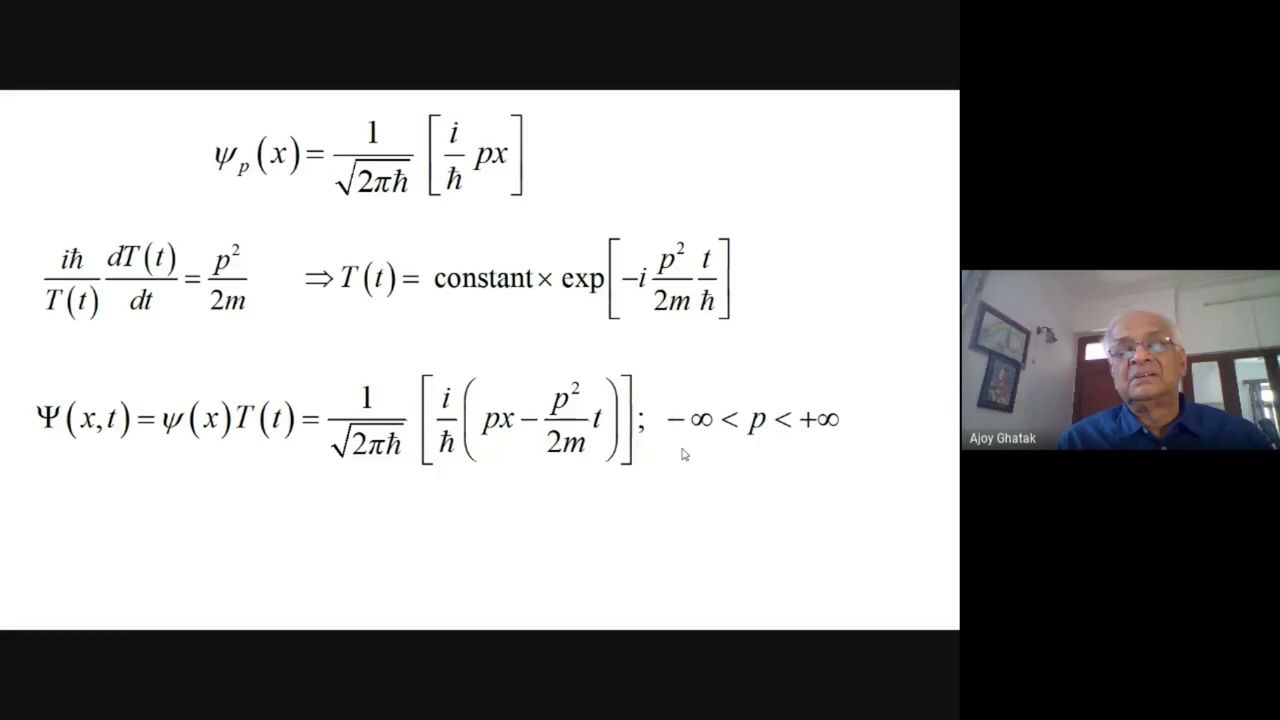 ψ_p(x) = 1/√(2πħ) [i/ħ px]
iħ/T(t) dT(t)/dt = p²/2m ⇒ T(t) = constant × exp[−i p²/2m t/ħ]
Ψ(x,t) = ψ(x)T(t) = 1/√(2πħ) [i/ħ (px − p²/2m t)]; −∞ < p < +∞
Ajoy Ghatak